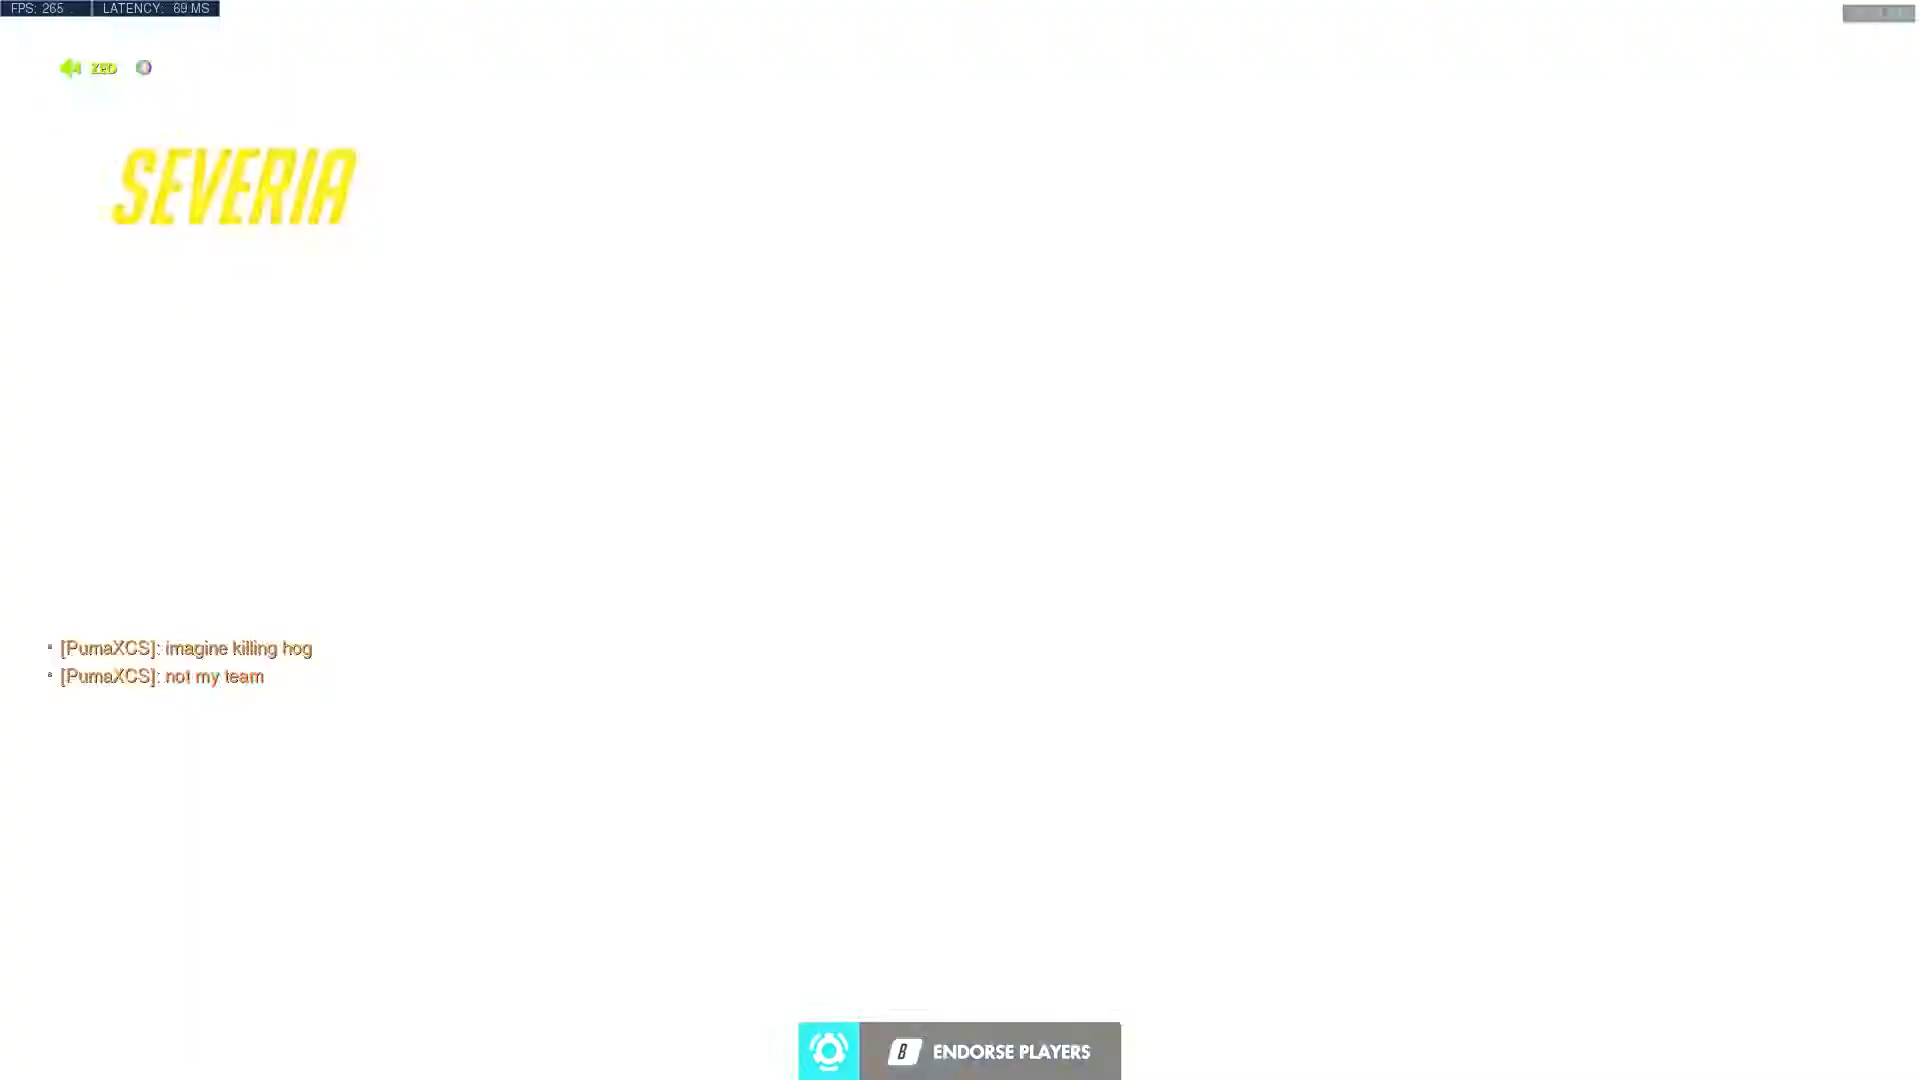 FPS: 265 LATENCY: 69 MS
ZED
SEVERIA
[PumaXCS]: imagine killing hog
[PumaXCS]: not my team
B ENDORSE PLAYERS